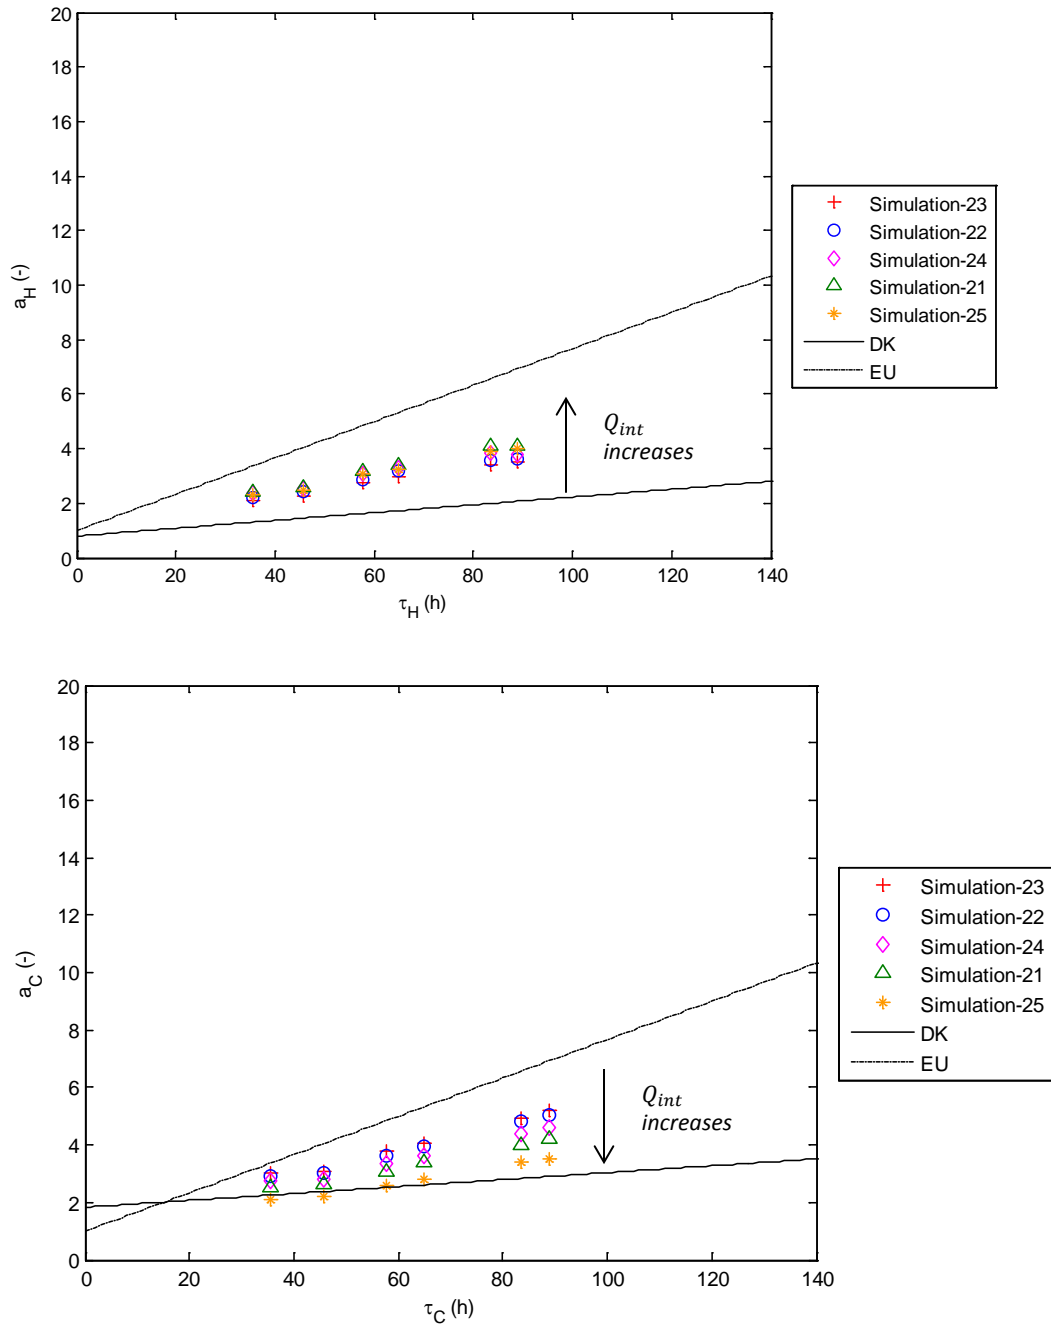 20
18
16
14
12
10
8
6
4
2
0
a_H (-)
0 20 40 60 80 100 120 140
τ_H (h)
Q_int
increases
Simulation-23
Simulation-22
Simulation-24
Simulation-21
Simulation-25
DK
EU
20
18
16
14
12
10
8
6
4
2
0
a_C (-)
0 20 40 60 80 100 120 140
τ_C (h)
Q_int
increases
Simulation-23
Simulation-22
Simulation-24
Simulation-21
Simulation-25
DK
EU